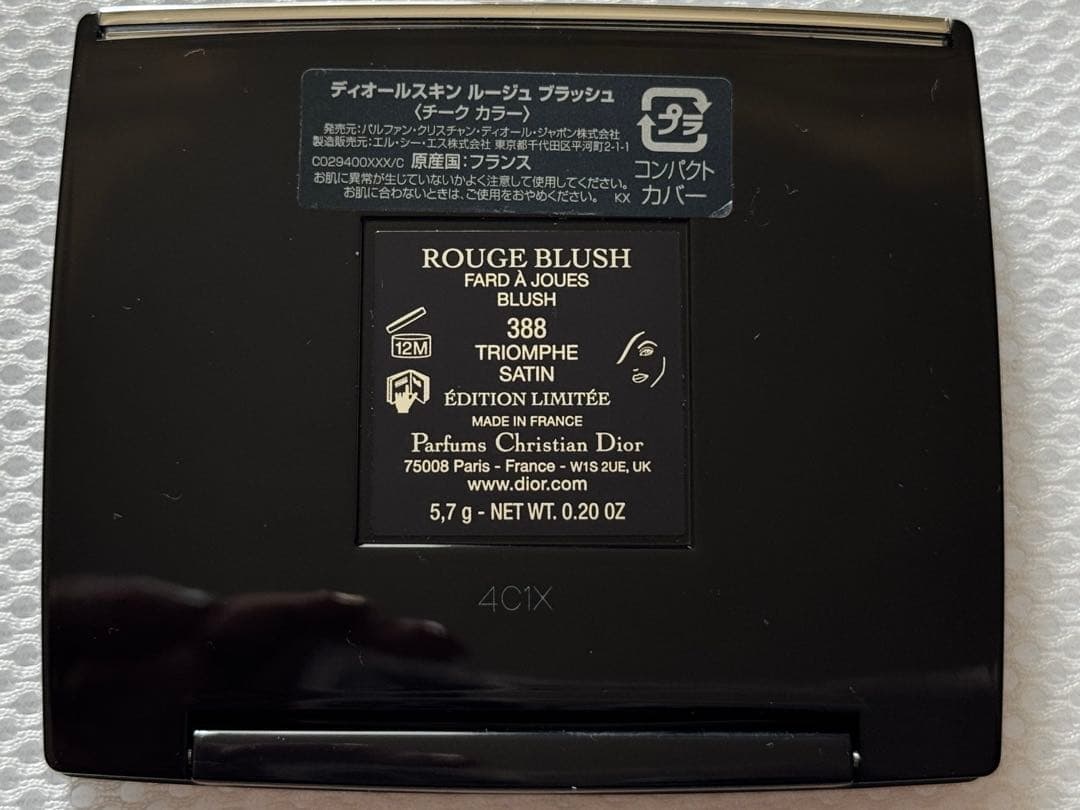 ディオールスキン ルージュ ブラッシュ
〈チーク カラー〉
発売元:パルファン・クリスチャン・ディオール・ジャポン株式会社
製造販売元:エル・シー・エス株式会社 東京都千代田区平河町2-1-1
C029400XXX/C 原産国:フランス
お肌に異常が生じていないかよく注意して使用してください。
お肌に合わないときは、ご使用をおやめください。 KX
プラ
コンパクト
カバー
ROUGE BLUSH
FARD À JOUES
BLUSH
388
TRIOMPHE
SATIN
12M
ÉDITION LIMITÉE
MADE IN FRANCE
Parfums Christian Dior
75008 Paris - France - W1S 2UE, UK
www.dior.com
5,7 g - NET WT. 0.20 OZ
4C1X